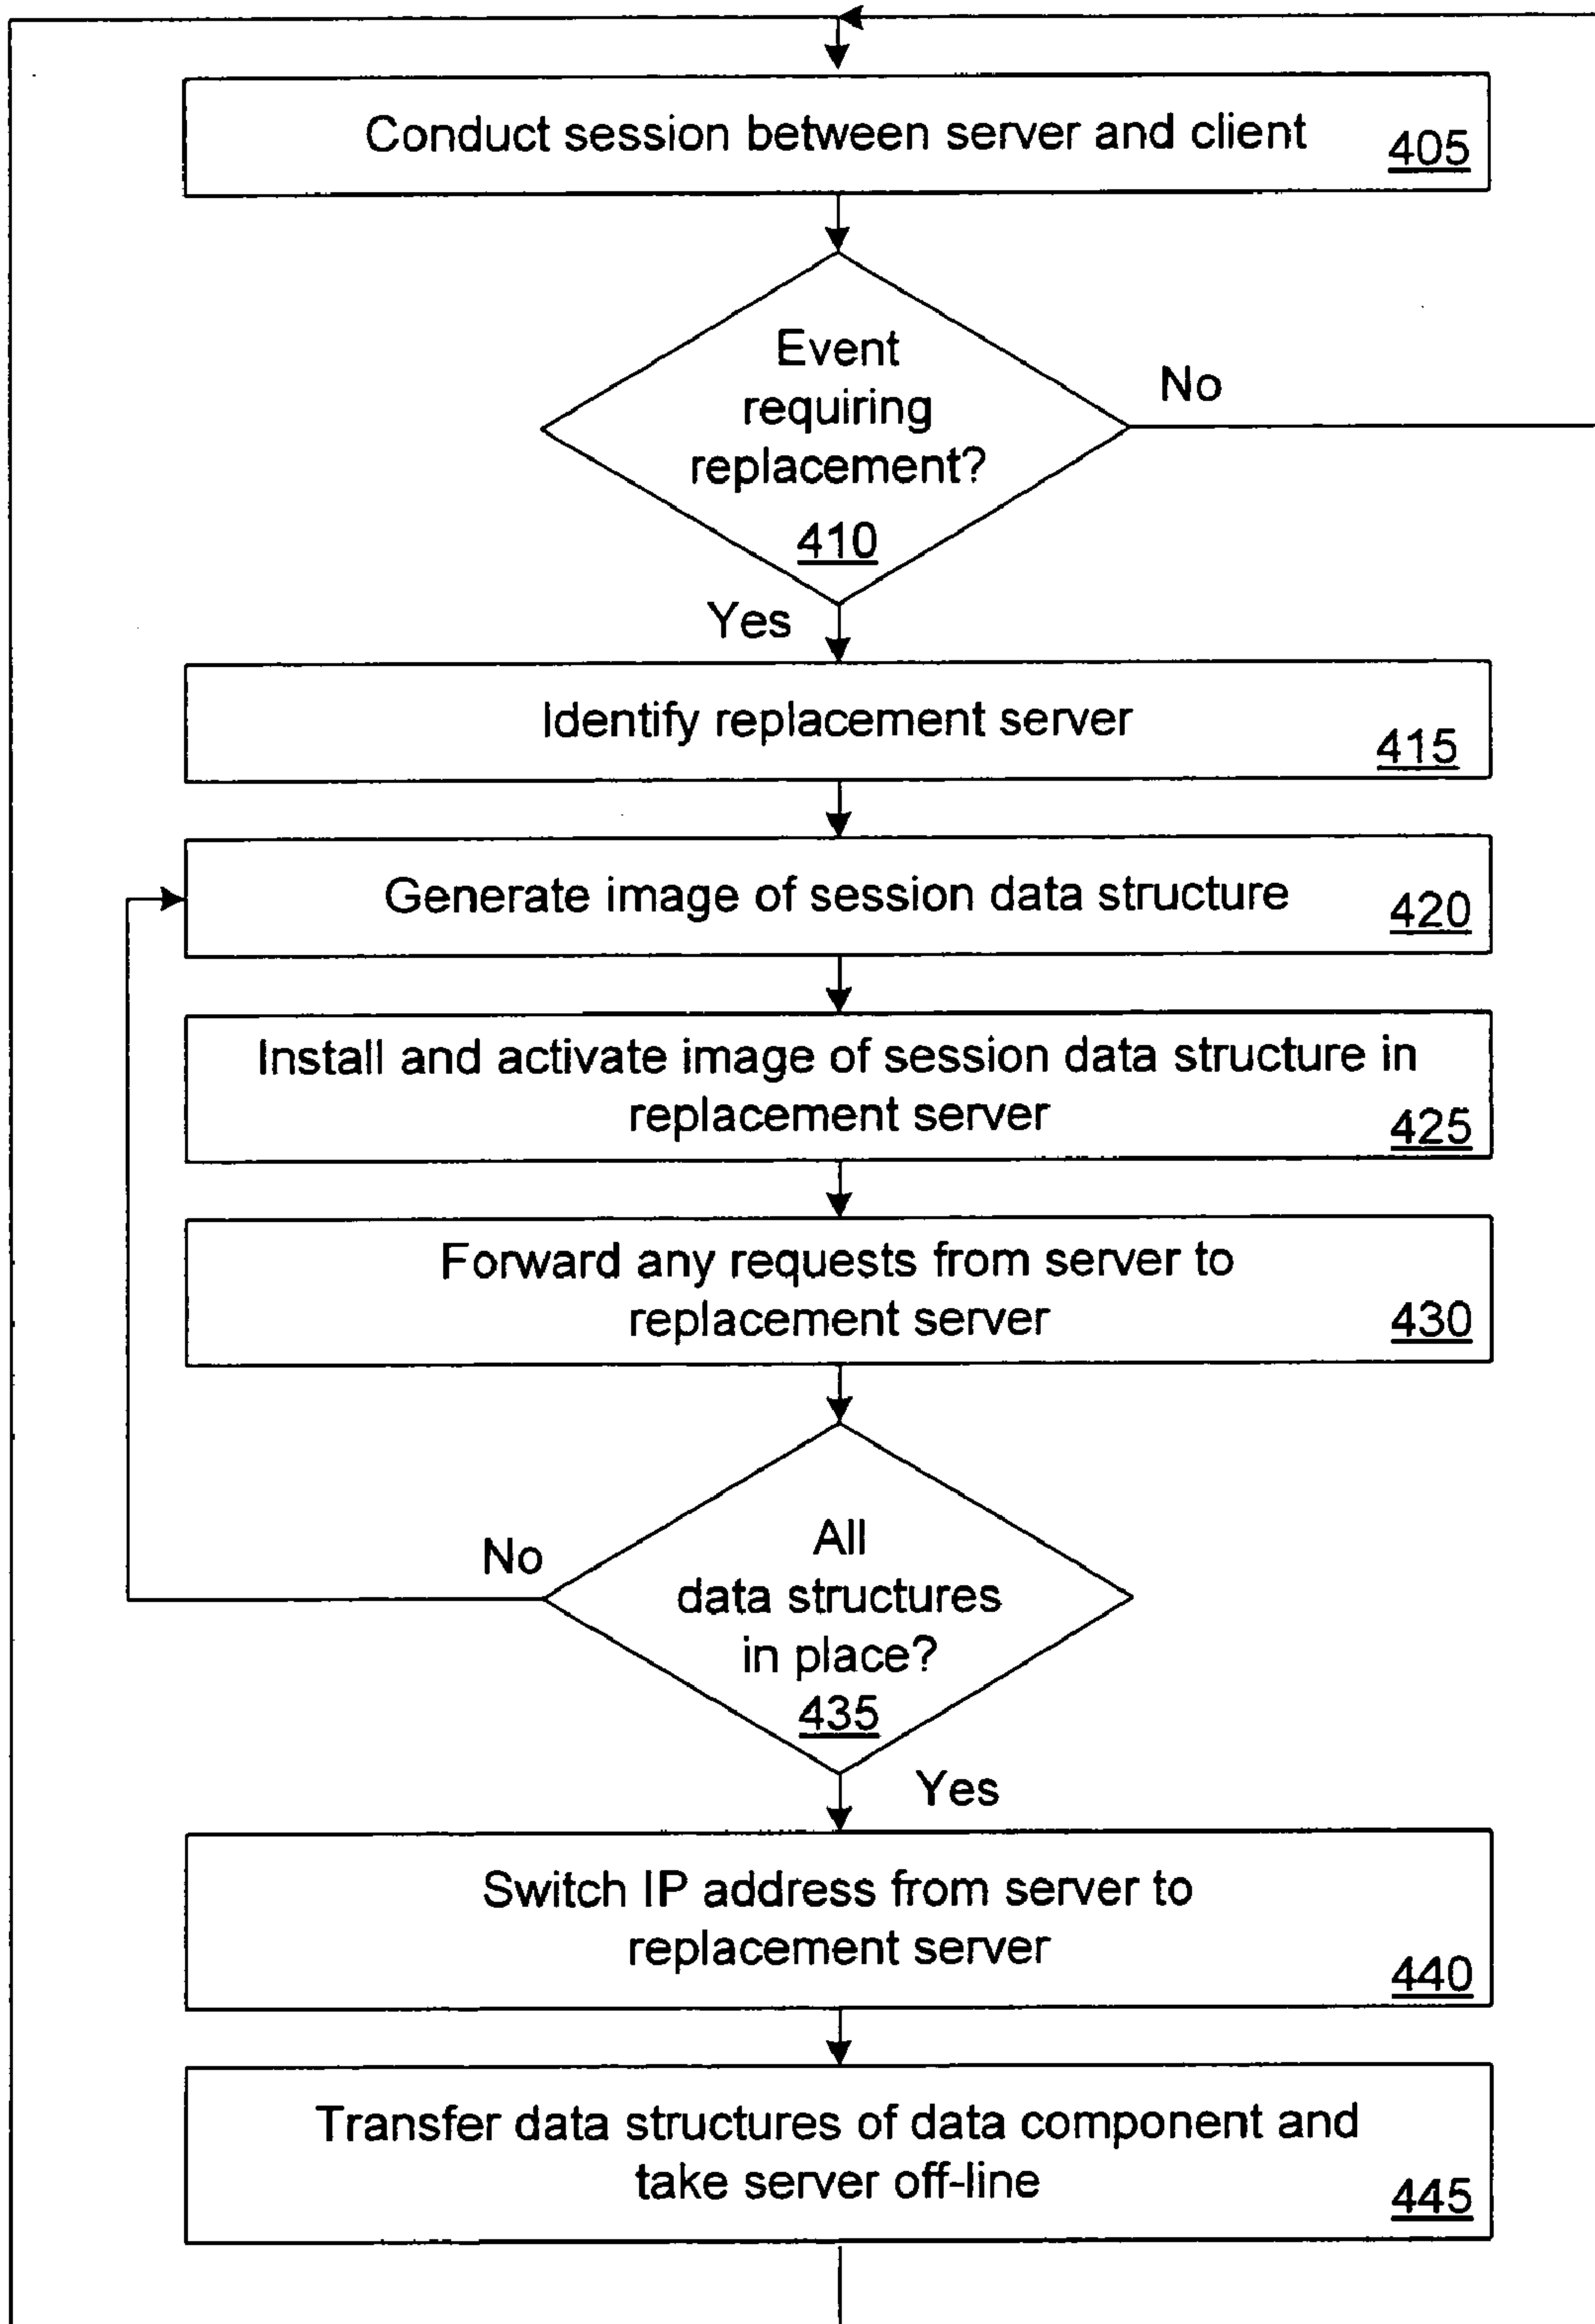 Conduct session between server and client
405
Event
requiring
replacement?
410
No
Yes
Identify replacement server
415
Generate image of session data structure
420
Install and activate image of session data structure in
replacement server
425
Forward any requests from server to
replacement server
430
All
data structures
in place?
435
No
Yes
Switch IP address from server to
replacement server
440
Transfer data structures of data component and
take server off-line
445